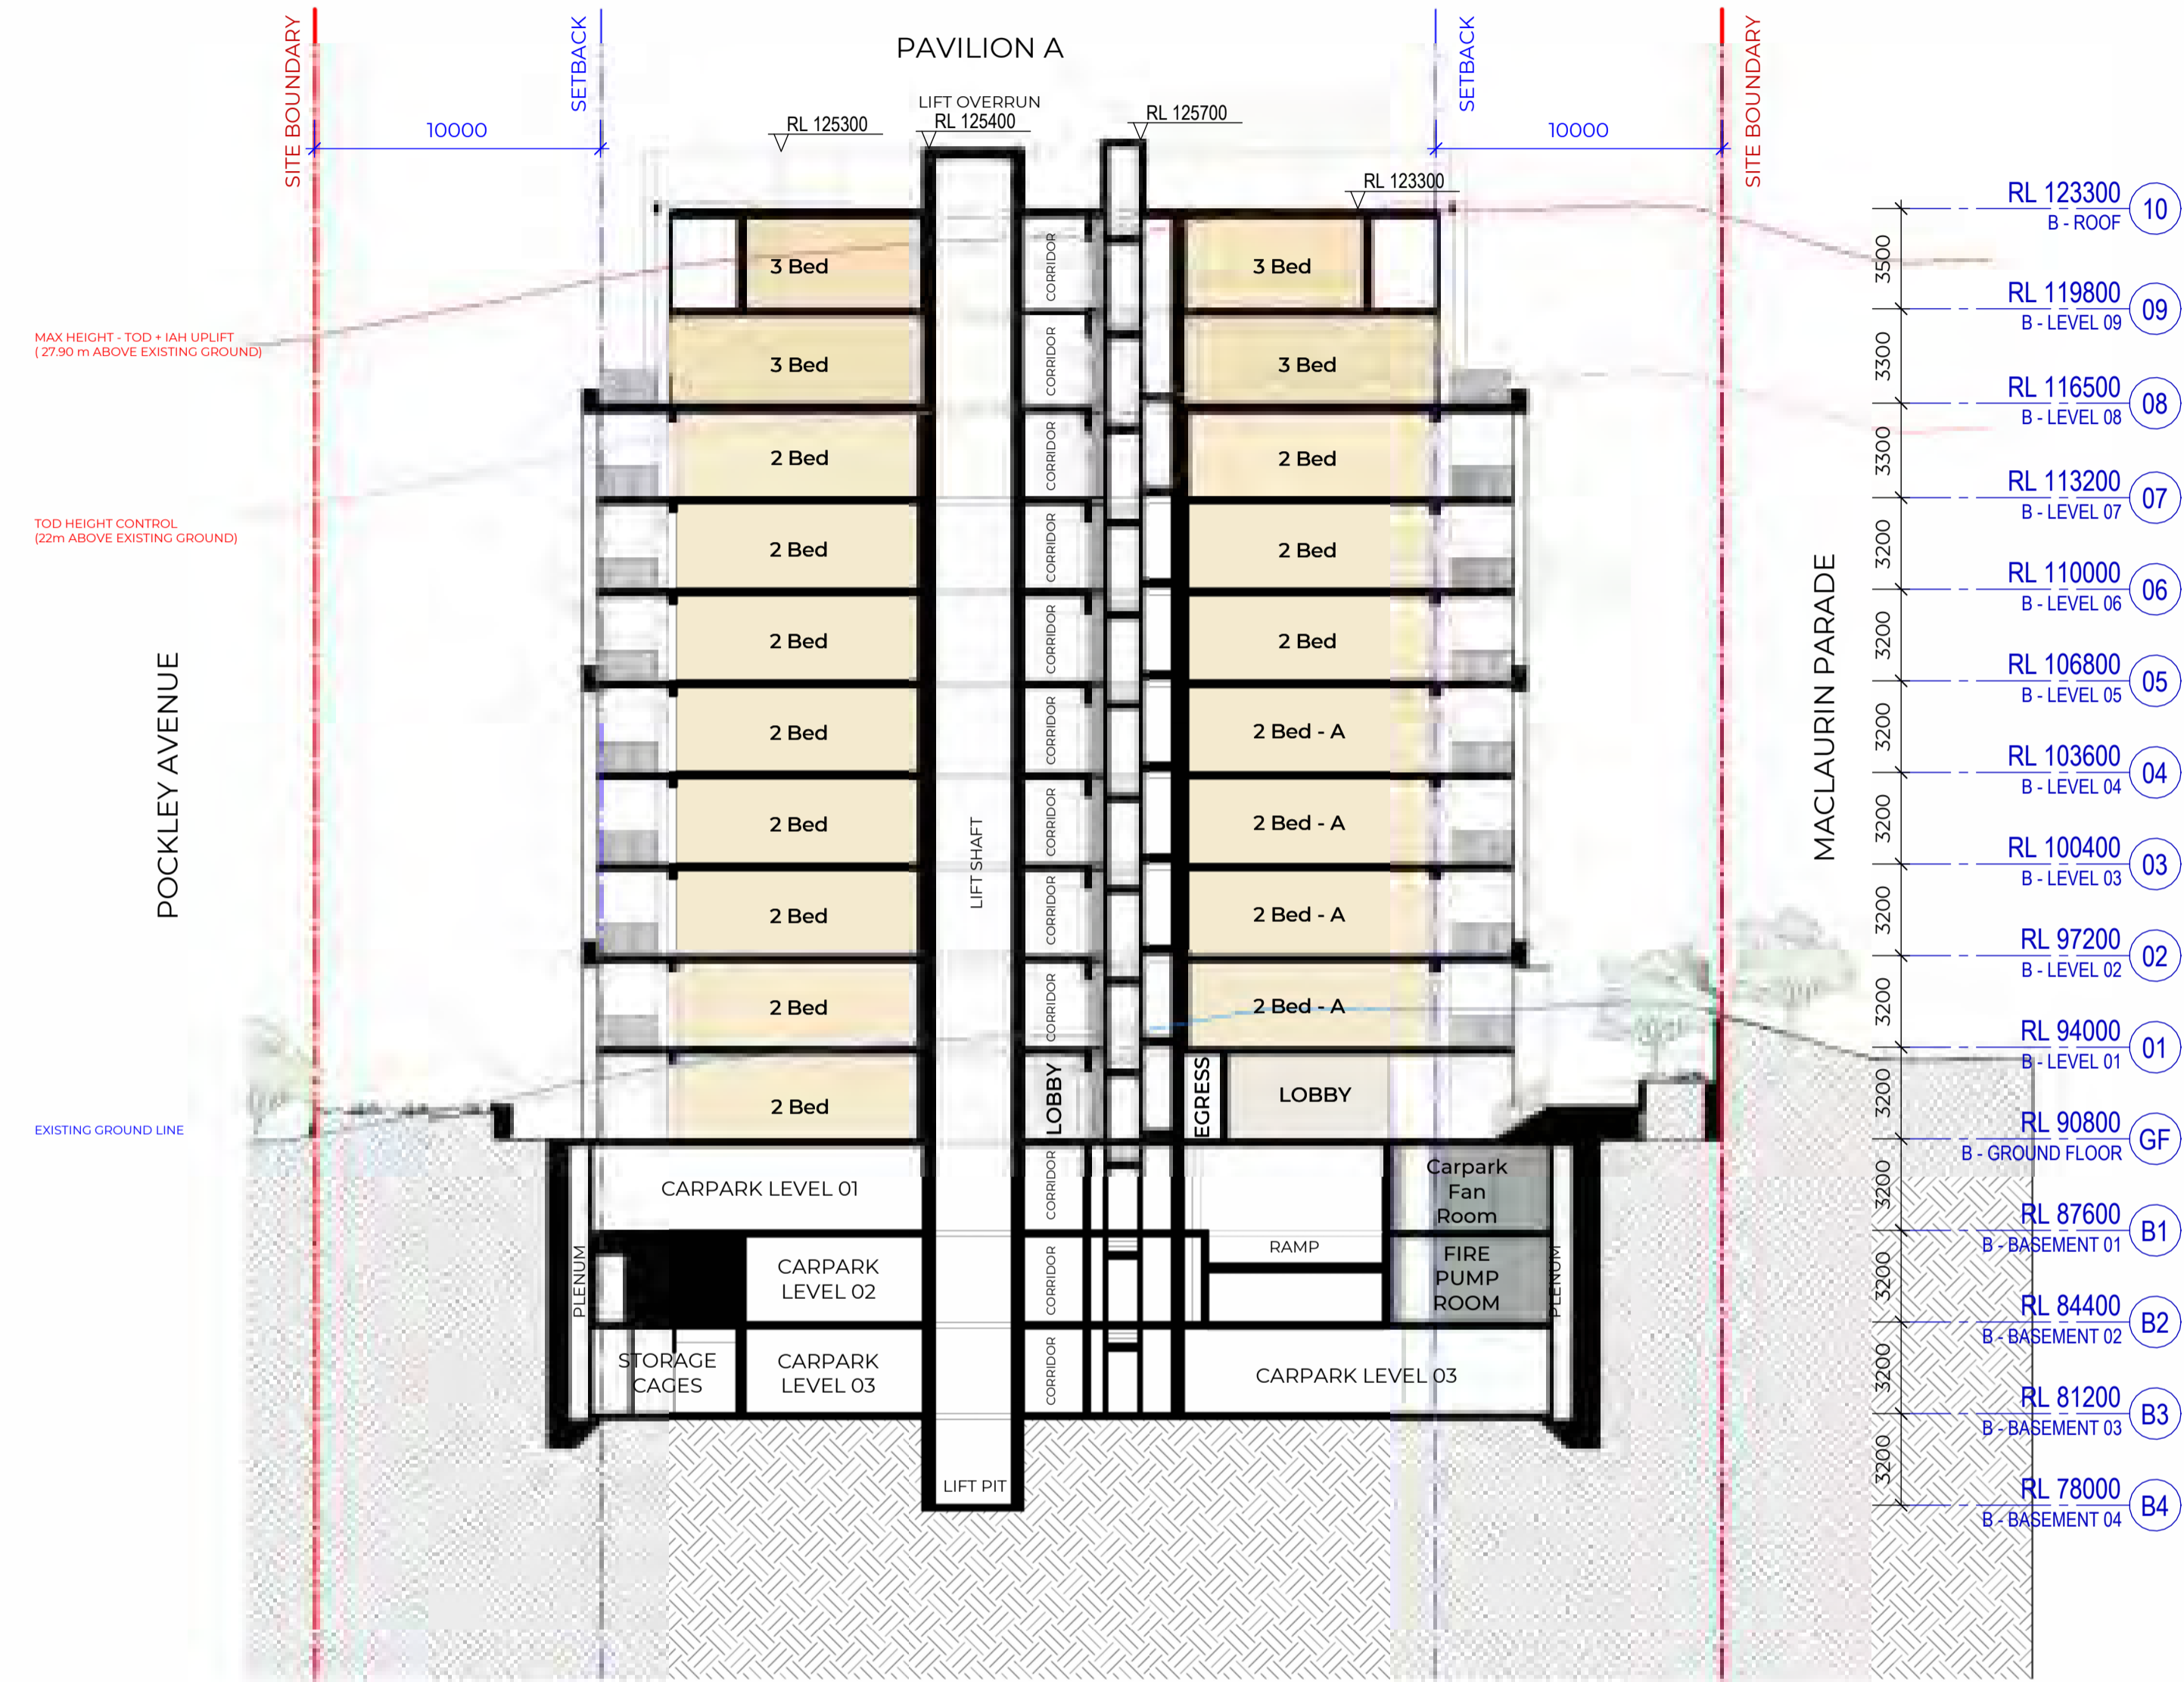 SITE BOUNDARY
SETBACK
PAVILION A
SETBACK
SITE BOUNDARY
10000
LIFT OVERRUN
RL 125300
RL 125400
RL 125700
10000
RL 123300
RL 123300
B - ROOF
10
3500
3 Bed
CORRIDOR
3 Bed
RL 119800
B - LEVEL 09
09
MAX HEIGHT - TOD + IAH UPLIFT
( 27.90 m ABOVE EXISTING GROUND)
3300
3 Bed
CORRIDOR
3 Bed
RL 116500
B - LEVEL 08
08
3300
2 Bed
CORRIDOR
2 Bed
RL 113200
B - LEVEL 07
07
TOD HEIGHT CONTROL
(22m ABOVE EXISTING GROUND)
3200
2 Bed
CORRIDOR
2 Bed
RL 110000
B - LEVEL 06
06
3200
2 Bed
CORRIDOR
2 Bed
RL 106800
B - LEVEL 05
05
POCKLEY AVENUE
MACLAURIN PARADE
3200
2 Bed
CORRIDOR
2 Bed - A
RL 103600
B - LEVEL 04
04
3200
2 Bed
LIFT SHAFT
CORRIDOR
2 Bed - A
RL 100400
B - LEVEL 03
03
3200
2 Bed
CORRIDOR
2 Bed - A
RL 97200
B - LEVEL 02
02
3200
2 Bed
CORRIDOR
2 Bed - A
RL 94000
B - LEVEL 01
01
3200
2 Bed
LOBBY
EGRESS
LOBBY
EXISTING GROUND LINE
RL 90800
B - GROUND FLOOR
GF
3200
CARPARK LEVEL 01
CORRIDOR
Carpark
Fan
Room
RL 87600
B - BASEMENT 01
B1
3200
PLENUM
CARPARK
LEVEL 02
CORRIDOR
RAMP
FIRE
PUMP
ROOM
PLENUM
RL 84400
B - BASEMENT 02
B2
3200
STORAGE
CAGES
CARPARK
LEVEL 03
CORRIDOR
CARPARK LEVEL 03
RL 81200
B - BASEMENT 03
B3
3200
LIFT PIT
RL 78000
B - BASEMENT 04
B4